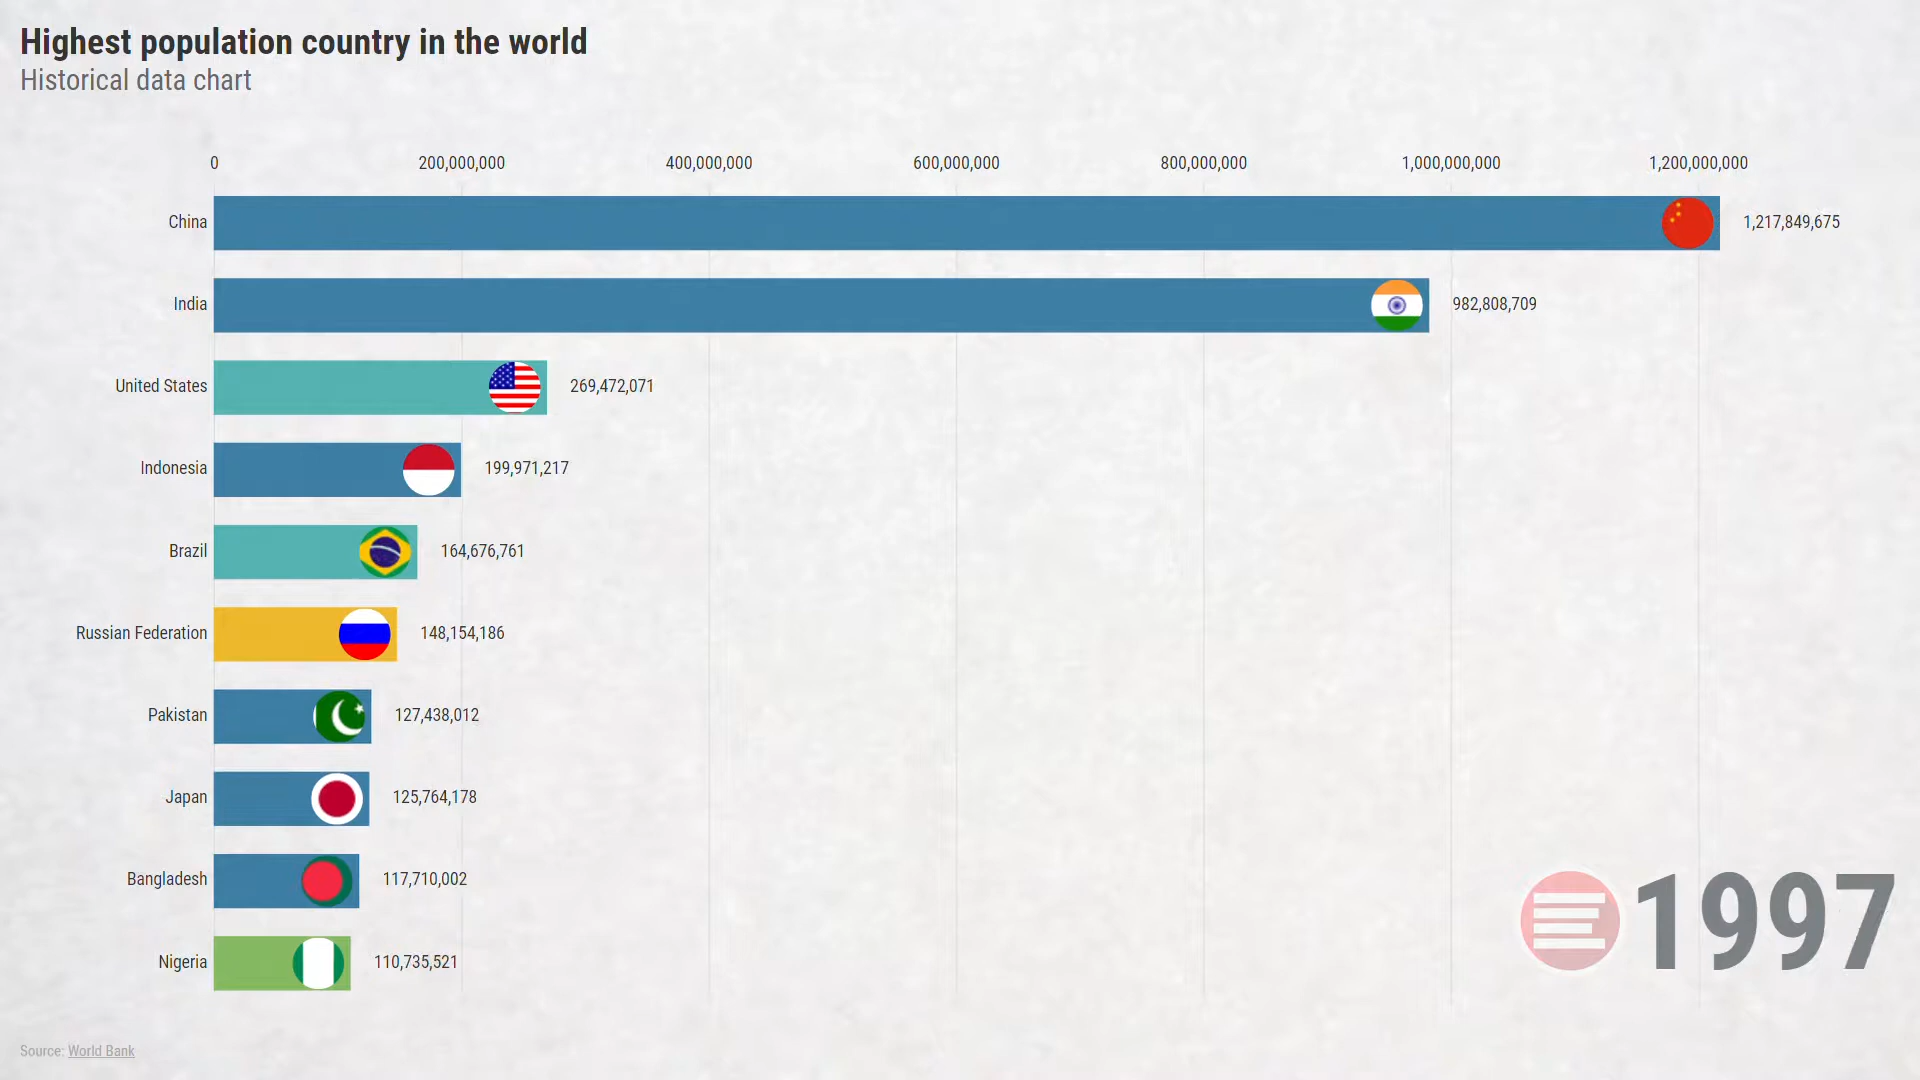 Highest population country in the world
Historical data chart
0 200,000,000 400,000,000 600,000,000 800,000,000 1,000,000,000 1,200,000,000
China 1,217,849,675
India 982,808,709
United States 269,472,071
Indonesia 199,971,217
Brazil 164,676,761
Russian Federation 148,154,186
Pakistan 127,438,012
Japan 125,764,178
Bangladesh 117,710,002
Nigeria 110,735,521
1997
Source: World Bank